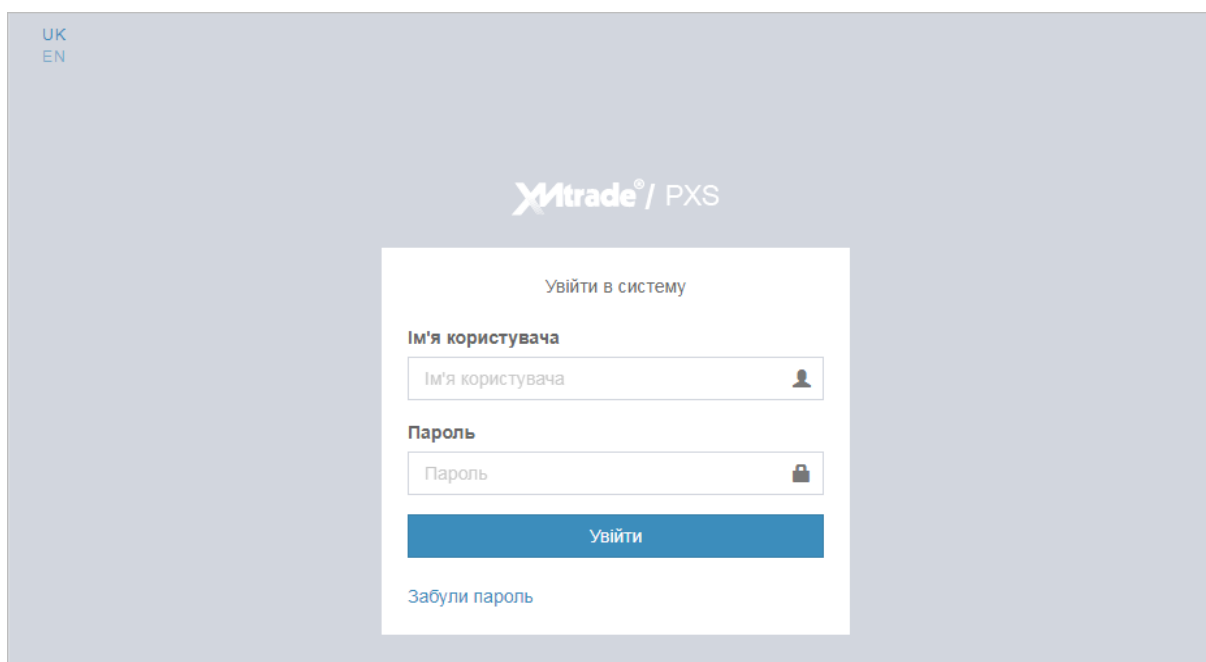 UK
EN
XMtrade®/ PXS
Увійти в систему
Ім'я користувача
Ім'я користувача
Пароль
Пароль
Увійти
Забули пароль